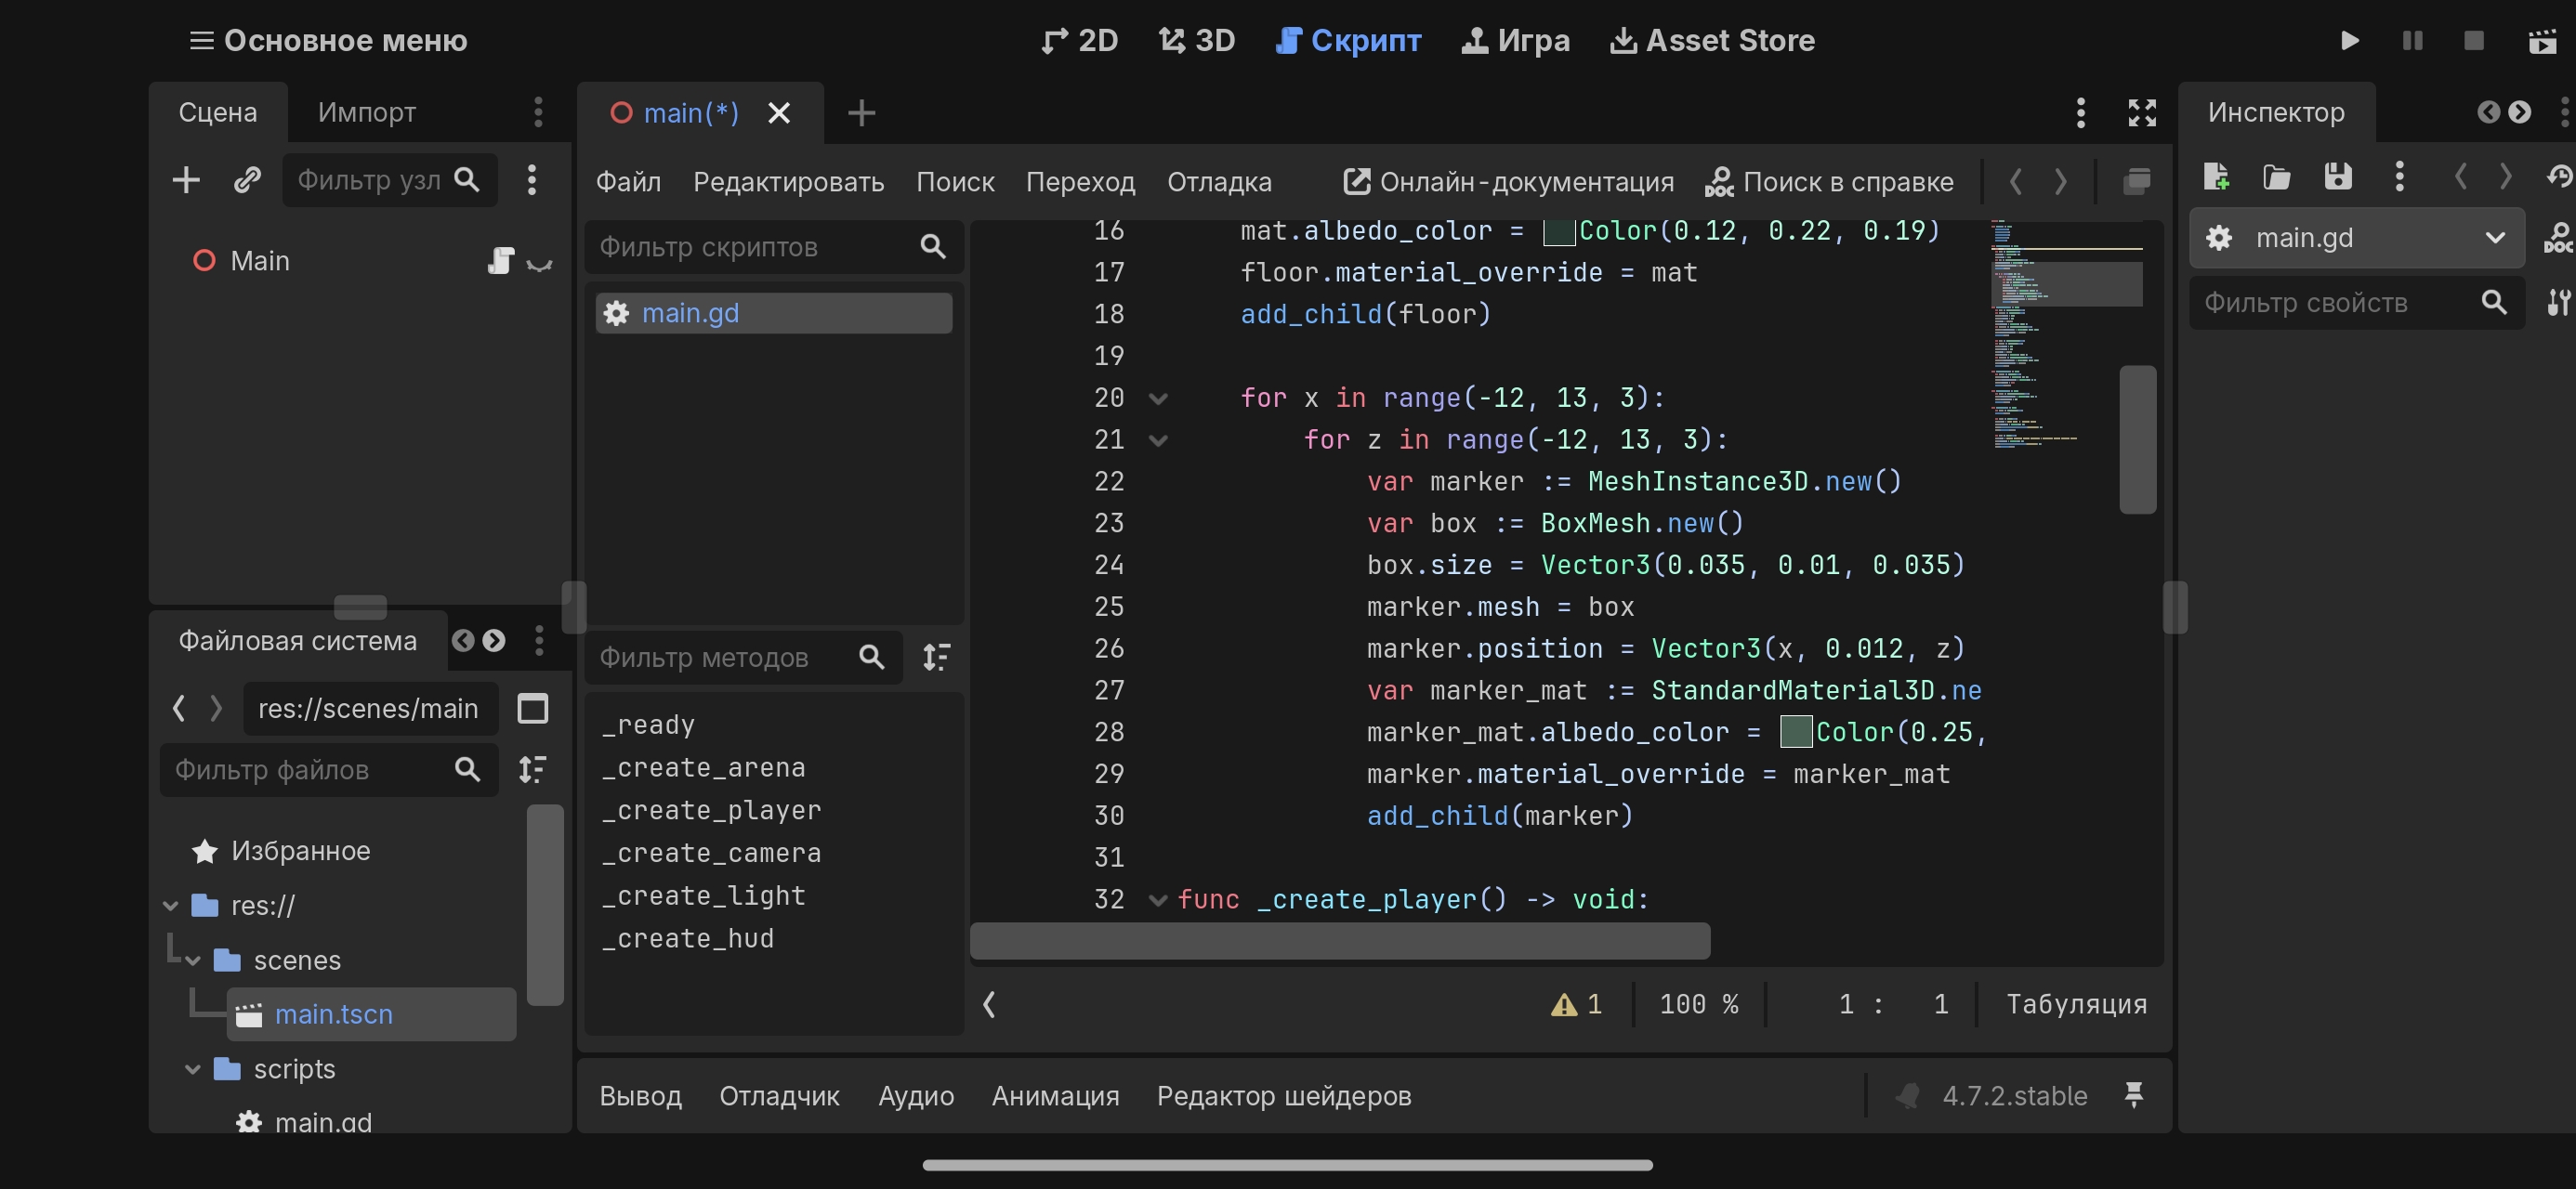 Основное меню
2D
3D
Скрипт
Игра
Asset Store
Сцена
Импорт
Фильтр узл
Main
Файловая система
res://scenes/main
Фильтр файлов
Избранное
res://
scenes
main.tscn
scripts
main.gd
main(*)
Файл
Редактировать
Поиск
Переход
Отладка
Онлайн-документация
Поиск в справке
Фильтр скриптов
main.gd
Фильтр методов
_ready
_create_arena
_create_player
_create_camera
_create_light
_create_hud
16 mat.albedo_color = Color(0.12, 0.22, 0.19)
17 floor.material_override = mat
18 add_child(floor)
19
20 for x in range(-12, 13, 3):
21 for z in range(-12, 13, 3):
22 var marker := MeshInstance3D.new()
23 var box := BoxMesh.new()
24 box.size = Vector3(0.035, 0.01, 0.035)
25 marker.mesh = box
26 marker.position = Vector3(x, 0.012, z)
27 var marker_mat := StandardMaterial3D.ne
28 marker_mat.albedo_color = Color(0.25,
29 marker.material_override = marker_mat
30 add_child(marker)
31
32 func _create_player() -> void:
1
100 %
1 : 1
Табуляция
Вывод
Отладчик
Аудио
Анимация
Редактор шейдеров
4.7.2.stable
Инспектор
main.gd
DOC
Фильтр свойств